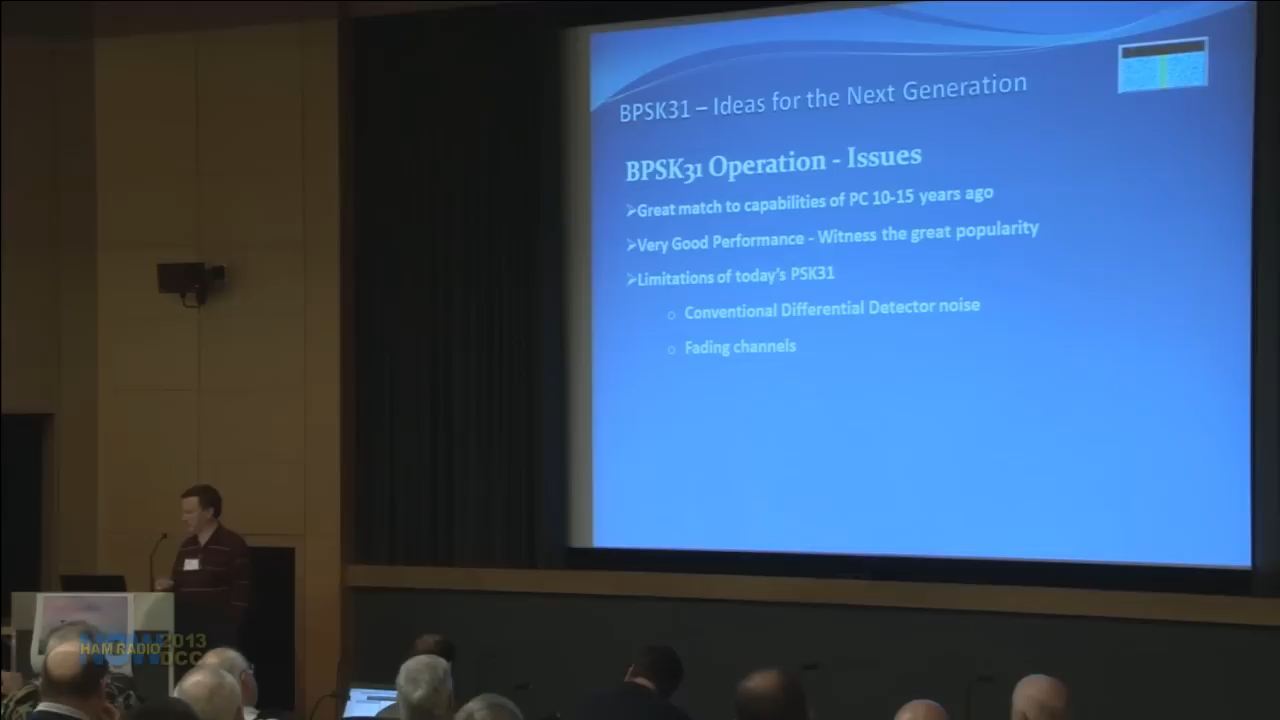 BPSK31 – Ideas for the Next Generation
BPSK31 Operation - Issues
➢Great match to capabilities of PC 10-15 years ago
➢Very Good Performance - Witness the great popularity
➢Limitations of today's PSK31
o Conventional Differential Detector noise
o Fading channels
HAM RADIO
NOW
2013
DCC